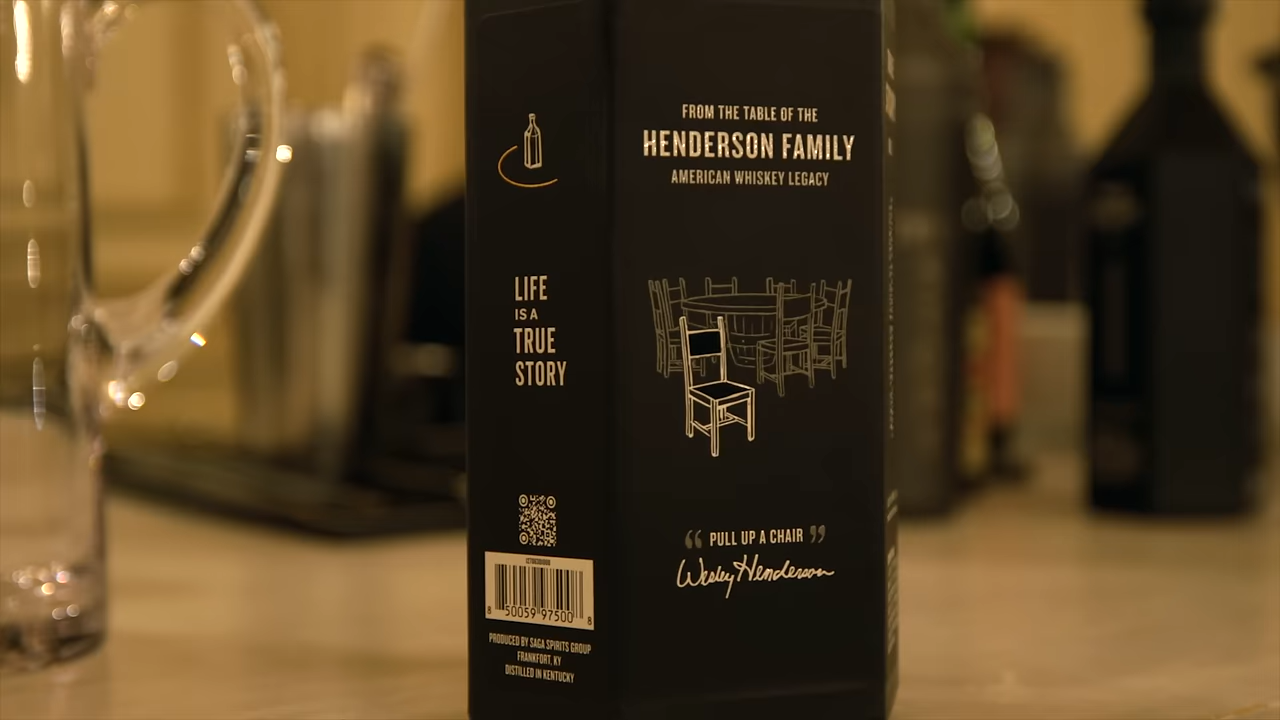 FROM THE TABLE OF THE
HENDERSON FAMILY
AMERICAN WHISKEY LEGACY
“ PULL UP A CHAIR ”
Wesley Henderson
LIFE
IS A
TRUE
STORY
8 50059 97500 8
PRODUCED BY SAGA SPIRITS GROUP
FRANKFORT, KY
DISTILLED IN KENTUCKY